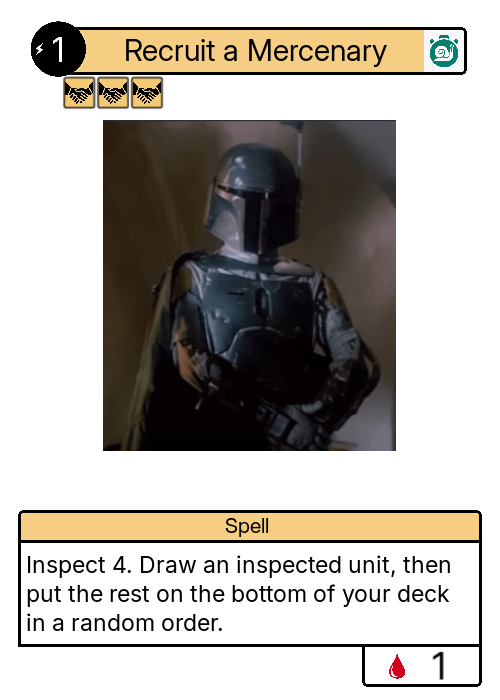 1 Recruit a Mercenary
Spell
Inspect 4. Draw an inspected unit, then
put the rest on the bottom of your deck
in a random order.
1